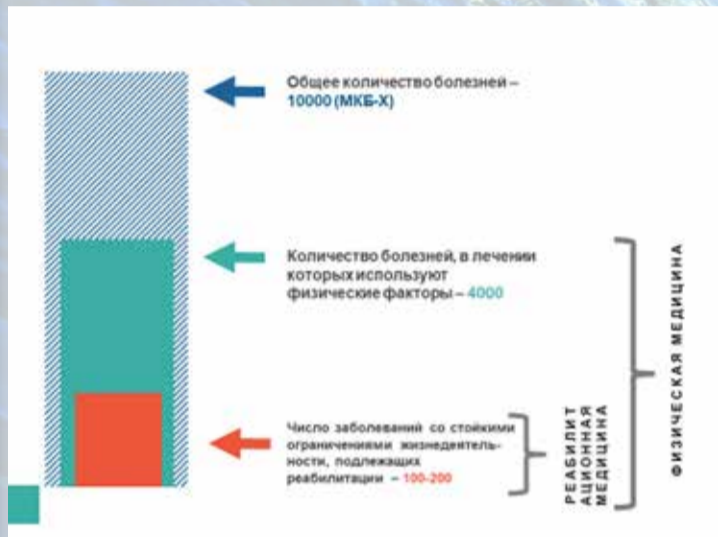 Общее количество болезней –
10000 (МКБ-X)
Количество болезней, в лечении
которых используют
физические факторы – 4000
Число заболеваний со стойкими
ограничениями жизнедеятель-
ности, подлежащих
реабилитации – 100-200
РЕАБИЛИТ
АЦИОННАЯ
МЕДИЦИНА
ФИЗИЧЕСКАЯ МЕДИЦИНА